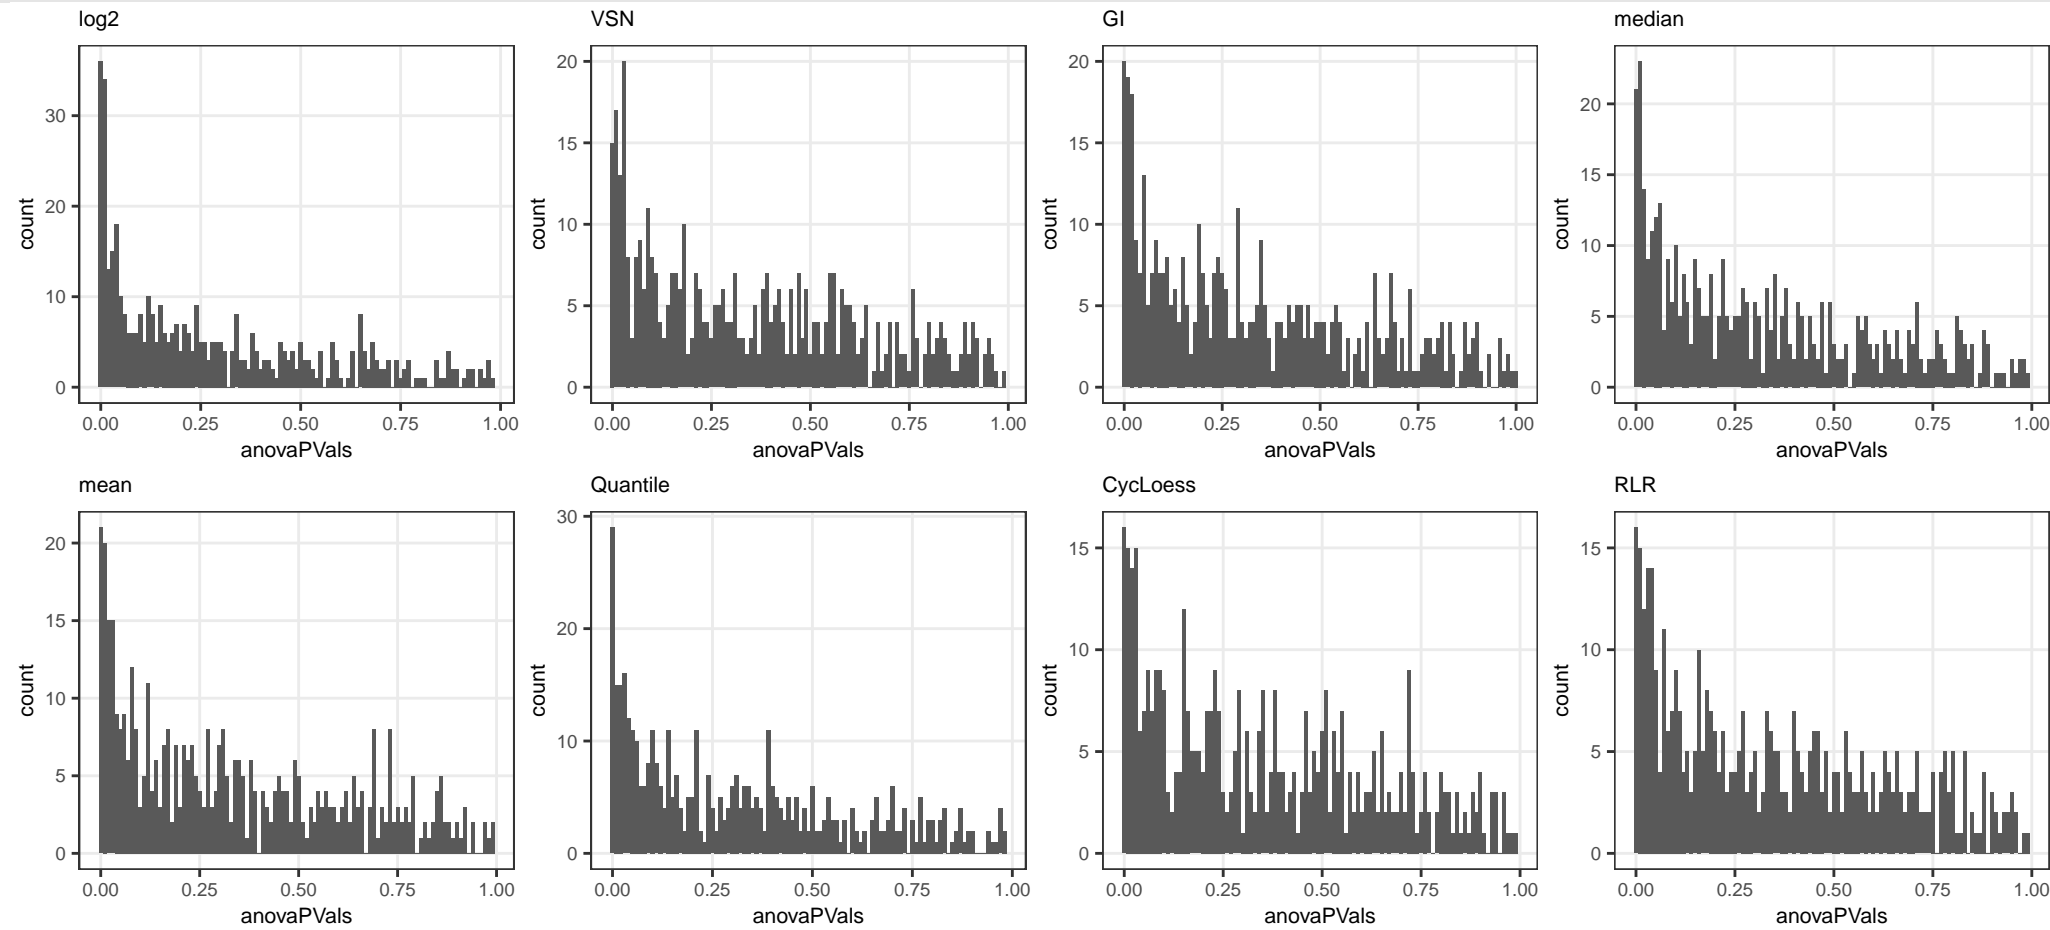 log2 VSN GI median
30 20 20 20
20 15 15 15
10 10 10 10
0 5 5 5
0 0 0
count count count count
0.00 0.25 0.50 0.75 1.00 0.00 0.25 0.50 0.75 1.00 0.00 0.25 0.50 0.75 1.00 0.00 0.25 0.50 0.75 1.00
anovaPVals anovaPVals anovaPVals anovaPVals
mean Quantile CycLoess RLR
20 30 15 15
15 20 10 10
10 10 5 5
5 0 0 0
0
count count count count
0.00 0.25 0.50 0.75 1.00 0.00 0.25 0.50 0.75 1.00 0.00 0.25 0.50 0.75 1.00 0.00 0.25 0.50 0.75 1.00
anovaPVals anovaPVals anovaPVals anovaPVals